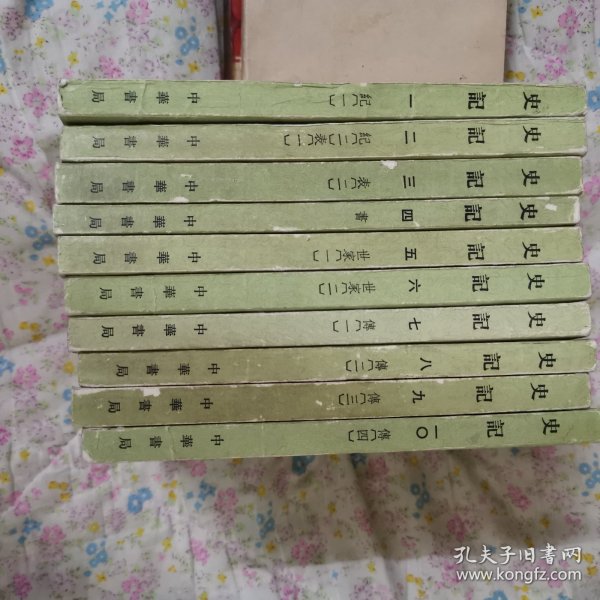 史記 一 紀〔一〕 中華書局
史記 二 紀〔二〕表〔一〕 中華書局
史記 三 表〔二〕 中華書局
史記 四 書 中華書局
史記 五 世家〔一〕 中華書局
史記 六 世家〔二〕 中華書局
史記 七 傳〔一〕 中華書局
史記 八 傳〔二〕 中華書局
史記 九 傳〔三〕 中華書局
史記 一〇 傳〔四〕 中華書局
孔夫子旧書网
www.kongfz.com